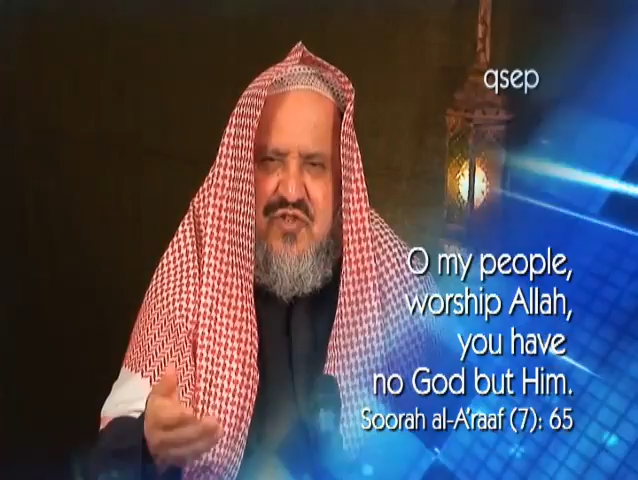 qsep
O my people,
worship Allah,
you have
no God but Him.
Soorah al-A'raaf (7): 65